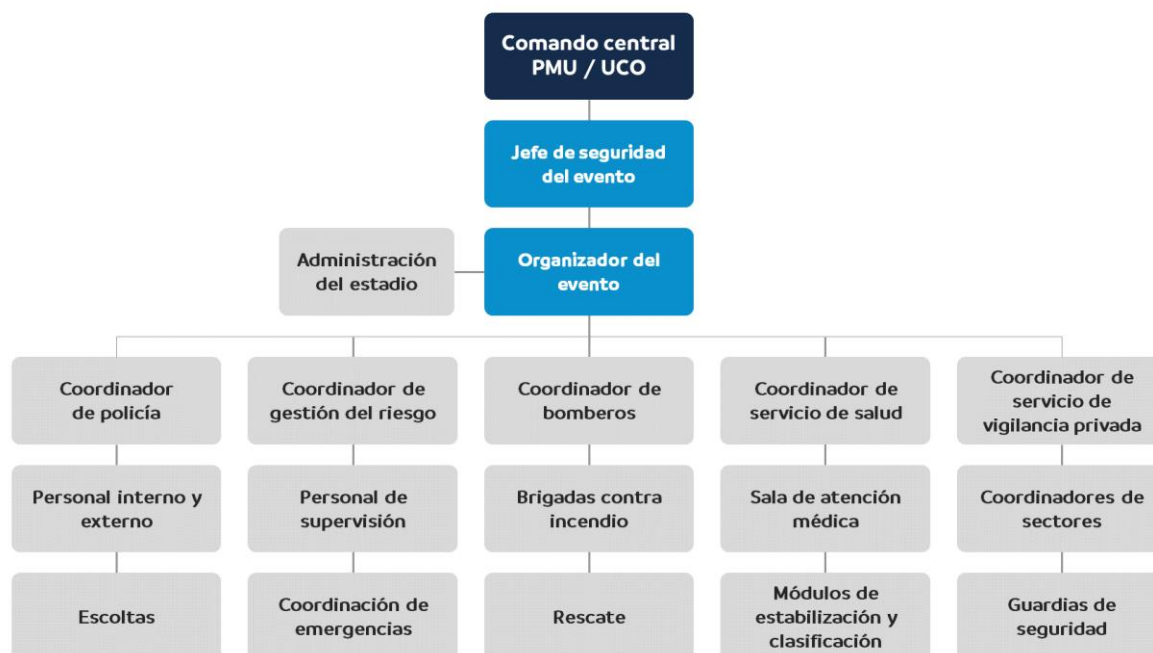 Comando central
PMU / UCO
Jefe de seguridad
del evento
Administración
del estadio
Organizador del
evento
Coordinador
de policía
Coordinador de
gestión del riesgo
Coordinador de
bomberos
Coordinador de
servicio de salud
Coordinador de
servicio de
vigilancia privada
Personal interno y
externo
Personal de
supervisión
Brigadas contra
incendio
Sala de atención
médica
Coordinadores de
sectores
Escoltas
Coordinación de
emergencias
Rescate
Módulos de
estabilización y
clasificación
Guardias de
seguridad